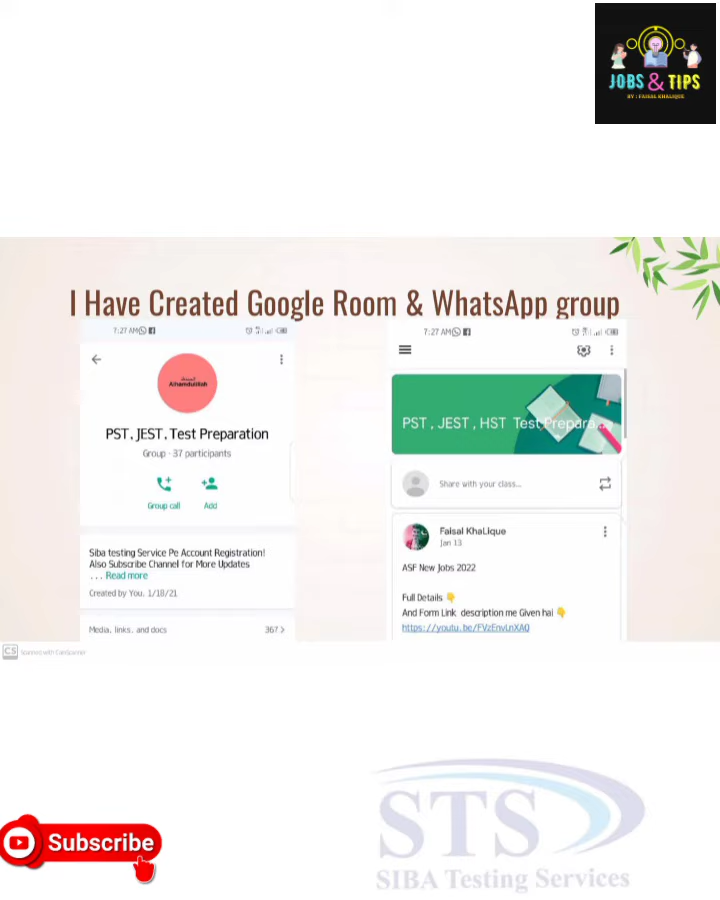 JOBS & TIPS
BY : FAISAL KHALIQUE
I Have Created Google Room & WhatsApp group
7:27 AM
PST, JEST, Test Preparation
Group - 37 participants
Group call
Add
Siba testing Service Pe Account Registration!
Also Subscribe Channel for More Updates
... Read more
Created by You, 1/18/21
Media, links, and docs
367 >
7:27 AM
PST , JEST , HST Test Prepara...
Share with your class...
Faisal KhaLique
Jan 13
ASF New Jobs 2022
Full Details 👇
And Form Link description me Given hai 👇
https://youtu.be/FVzEnvLnXAQ
CS
Scanned with CamScanner
Subscribe
STS
SIBA Testing Services